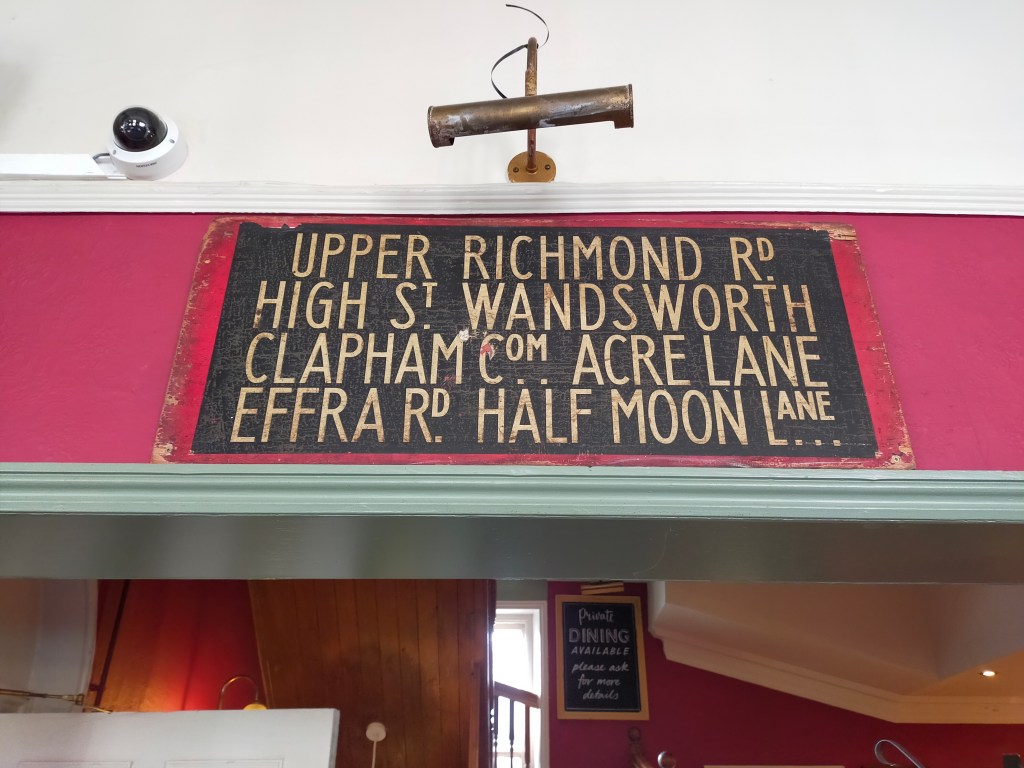 UPPER RICHMOND RD.
HIGH ST. WANDSWORTH
CLAPHAM COM.. ACRE LANE
EFFRA RD. HALF MOON LANE...
Private
DINING
AVAILABLE
please ask
for more
details